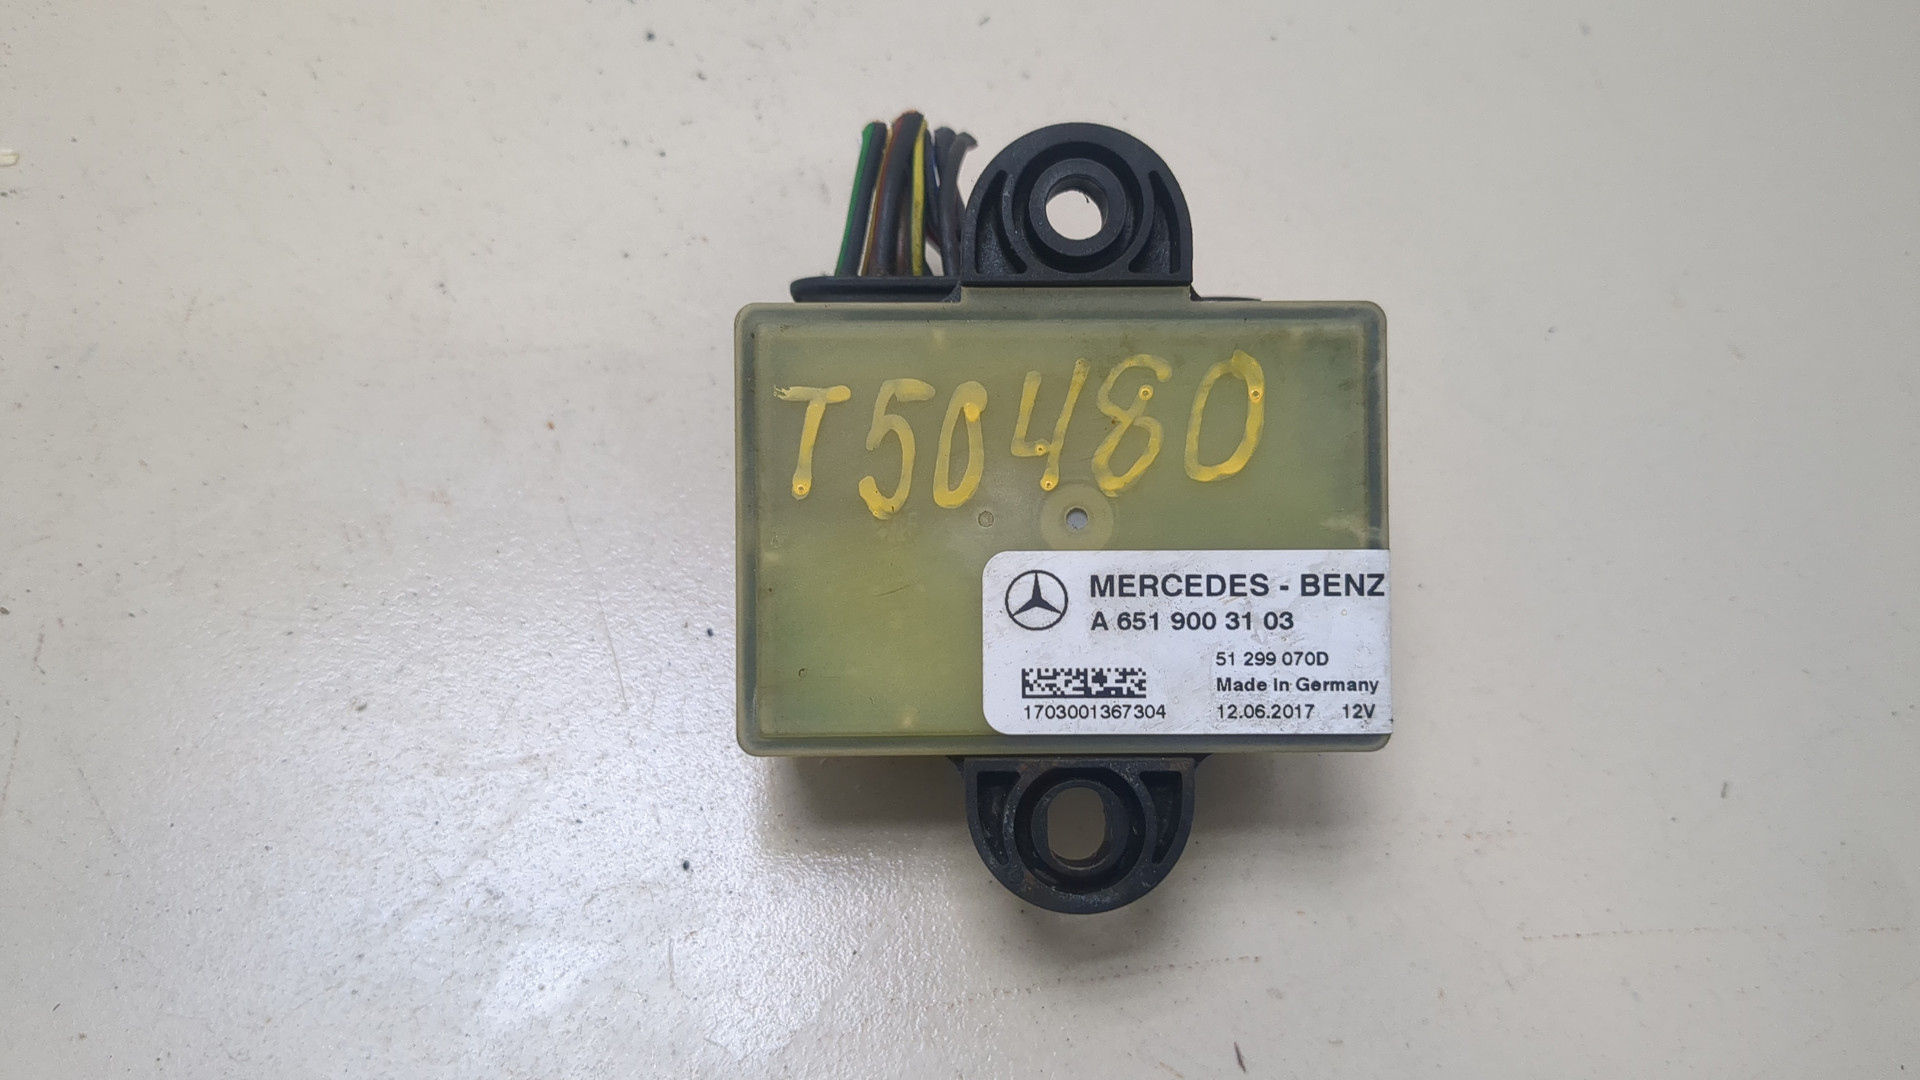 T50480
MERCEDES - BENZ
A 651 900 31 03
51 299 070D
Made in Germany
1703001367304 12.06.2017 12V